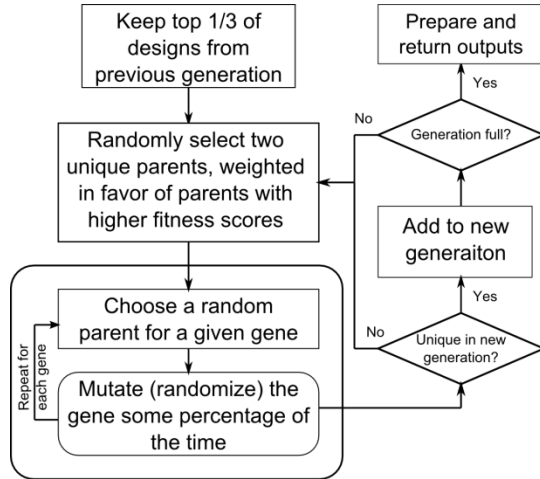 Keep top 1/3 of
designs from
previous generation
Randomly select two
unique parents, weighted
in favor of parents with
higher fitness scores
Choose a random
parent for a given gene
Repeat for
each gene
Mutate (randomize) the
gene some percentage of
the time
Prepare and
return outputs
Yes
No
Generation full?
Add to new
generaiton
Yes
No
Unique in new
generation?